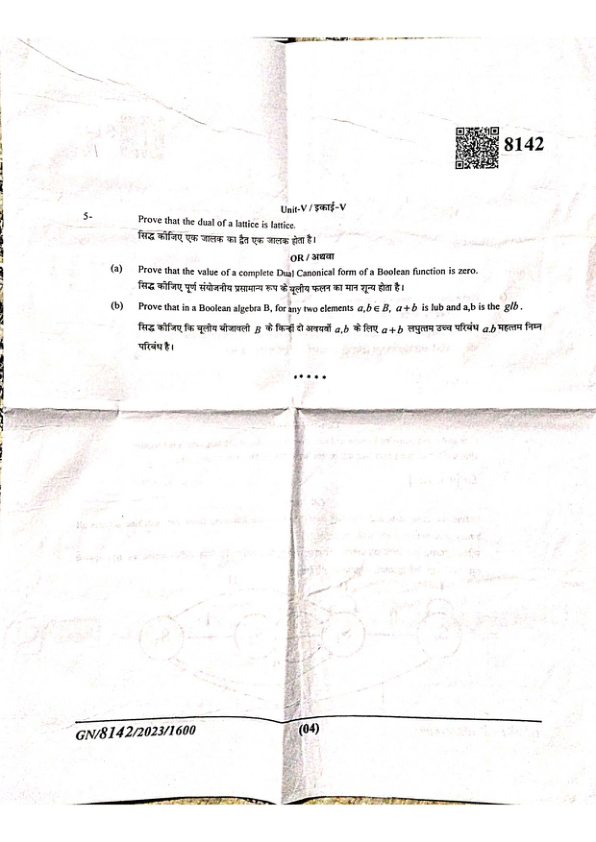 8142
Unit-V / इकाई-V
5- Prove that the dual of a lattice is lattice.
सिद्ध कीजिए एक जालक का द्वैत एक जालक होता है।
OR / अथवा
(a) Prove that the value of a complete Dual Canonical form of a Boolean function is zero.
सिद्ध कीजिए पूर्ण संयोजनीय प्रसामान्य रूप के बूलीय फलन का मान शून्य होता है।
(b) Prove that in a Boolean algebra B, for any two elements a,b ∈ B, a+b is lub and a,b is the glb.
सिद्ध कीजिए कि बूलीय बीजावली B के किन्हीं दो अवयवों a,b के लिए a+b लघुत्तम उच्च परिबंध a.b महत्तम निम्न
परिबंध है।
*****
GN/8142/2023/1600 (04)